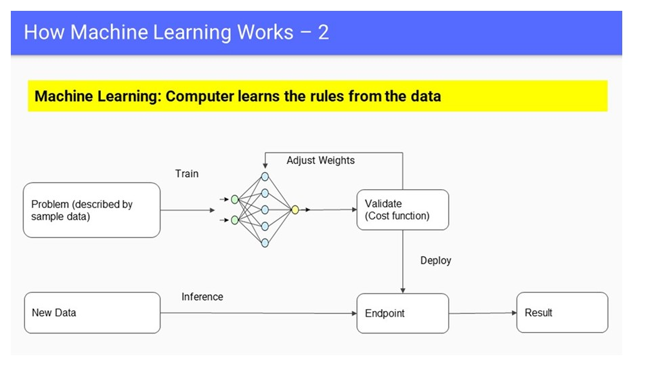 How Machine Learning Works – 2
Machine Learning: Computer learns the rules from the data
Train
Adjust Weights
Problem (described by
sample data)
Validate
(Cost function)
Deploy
Inference
New Data
Endpoint
Result